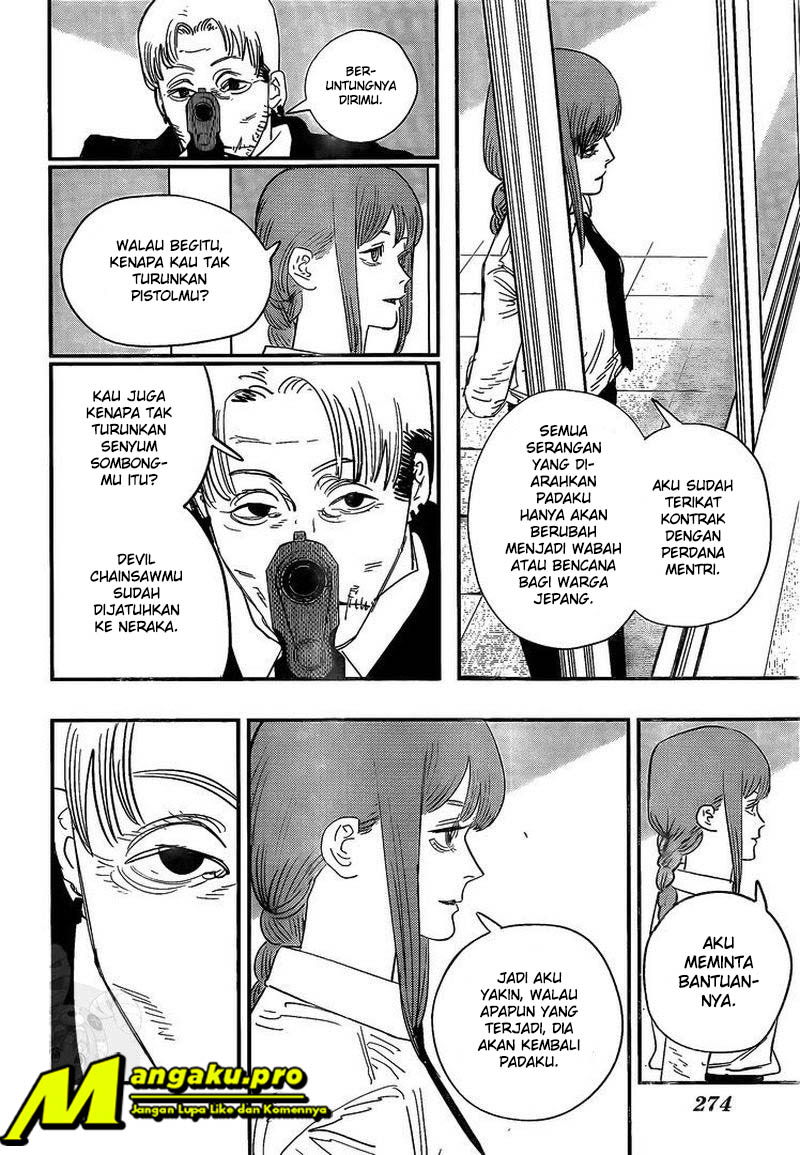 AKU SUDAH
TERIKAT
KONTRAK
DENGAN
PERDANA
MENTRI.
SEMUA
SERANGAN
YANG DI-
ARAHKAN
PADAKU
HANYA AKAN
BERUBAH
MENJADI WABAH
ATAU BENCANA
BAGI WARGA
JEPANG.
BER-
UNTUNGNYA
DIRIMU.
WALAU BEGITU,
KENAPA KAU TAK
TURUNKAN
PISTOLMU?
KAU JUGA
KENAPA TAK
TURUNKAN
SENYUM
SOMBONG-
MU ITU?
DEVIL
CHAINSAWMU
SUDAH
DIJATUHKAN
KE NERAKA.
AKU
MEMINTA
BANTUAN-
NYA.
JADI AKU
YAKIN, WALAU
APAPUN YANG
TERJADI, DIA
AKAN KEMBALI
PADAKU.
Mangaku.pro
Jangan Lupa Like dan Komennya
274